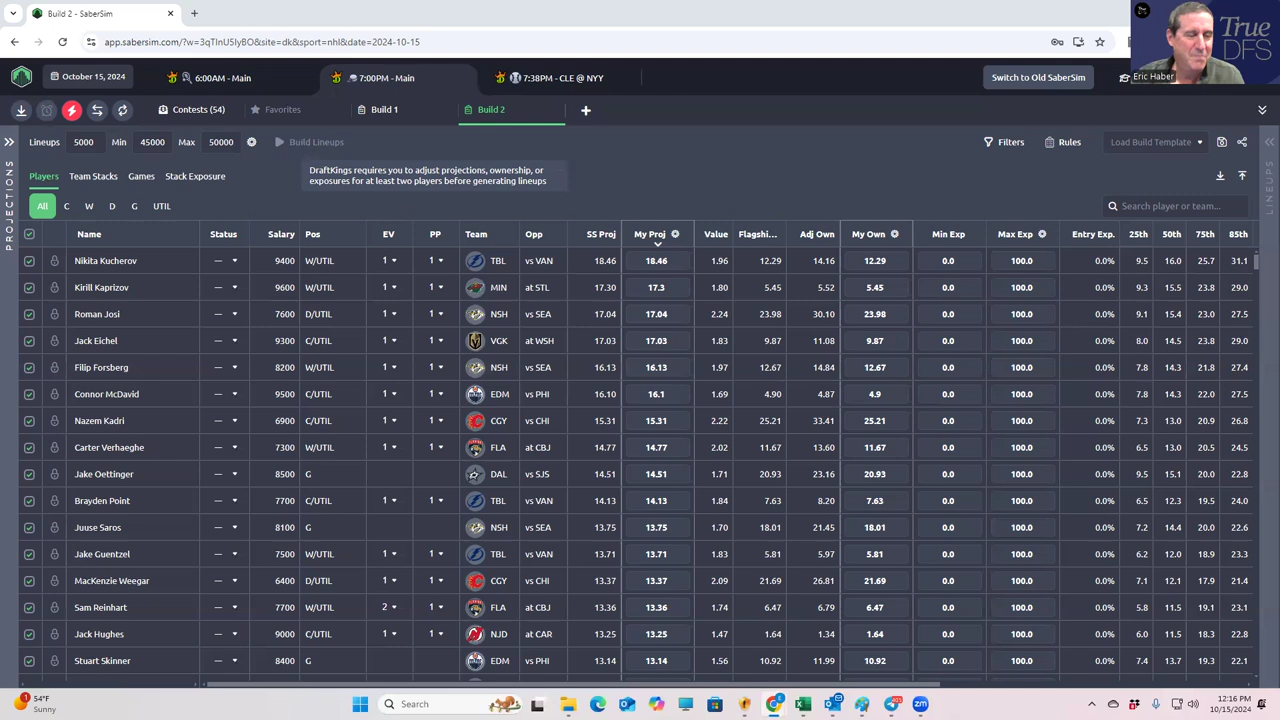 Build 2 - SaberSim
app.sabersim.com/?w=3qTlnU5IyBO&site=dk&sport=nhl&date=2024-10-15
True DFS
Eric Haber
October 15, 2024
6:00AM - Main
7:00PM - Main
7:38PM - CLE @ NYY
Switch to Old SaberSim
Contests (54)
Favorites
Build 1
Build 2
Lineups 5000 Min 45000 Max 50000 Build Lineups
Filters Rules Load Build Template
DraftKings requires you to adjust projections, ownership, or
exposures for at least two players before generating lineups
PROJECTIONS
LINEUPS
Players Team Stacks Games Stack Exposure
All C W D G UTIL
Search player or team...
Name Status Salary Pos EV PP Team Opp SS Proj My Proj Value Flagshi... Adj Own My Own Min Exp Max Exp Entry Exp. 25th 50th 75th 85th
Nikita Kucherov — 9400 W/UTIL 1 1 TBL vs VAN 18.46 18.46 1.96 12.29 14.16 12.29 0.0 100.0 0.0% 9.5 16.0 25.7 31.1
Kirill Kaprizov — 9600 W/UTIL 1 1 MIN at STL 17.30 17.3 1.80 5.45 5.52 5.45 0.0 100.0 0.0% 9.3 15.5 23.8 29.0
Roman Josi — 7600 D/UTIL 1 1 NSH vs SEA 17.04 17.04 2.24 23.98 30.10 23.98 0.0 100.0 0.0% 9.1 15.4 23.4 29.0
Jack Eichel — 9300 C/UTIL 1 1 VGK at WSH 17.03 17.03 1.83 9.87 11.08 9.87 0.0 100.0 0.0% 8.0 14.5 23.8 29.0
Filip Forsberg — 8200 W/UTIL 1 1 NSH vs SEA 16.13 16.13 1.97 12.67 14.84 12.67 0.0 100.0 0.0% 7.8 14.3 21.8 27.4
Connor McDavid — 9500 C/UTIL 1 1 EDM vs PHI 16.10 16.1 1.69 4.90 4.87 4.9 0.0 100.0 0.0% 7.8 14.3 22.0 27.5
Nazem Kadri — 6900 C/UTIL 1 1 CGY vs CHI 15.31 15.31 2.22 25.21 33.41 25.21 0.0 100.0 0.0% 7.3 13.0 20.9 26.8
Carter Verhaeghe — 7300 W/UTIL 1 1 FLA at CBJ 14.77 14.77 2.02 11.67 13.60 11.67 0.0 100.0 0.0% 6.5 13.0 20.5 24.5
Jake Oettinger — 8500 G DAL vs SJS 14.51 14.51 1.71 20.93 23.16 20.93 0.0 100.0 0.0% 9.5 15.1 20.0 22.8
Brayden Point — 7700 C/UTIL 1 1 TBL vs VAN 14.13 14.13 1.84 7.63 8.20 7.63 0.0 100.0 0.0% 6.5 12.3 19.5 24.0
Juuse Saros — 8100 G NSH vs SEA 13.75 13.75 1.70 18.01 21.45 18.01 0.0 100.0 0.0% 7.2 14.4 20.0 22.6
Jake Guentzel — 7500 W/UTIL 1 1 TBL vs VAN 13.71 13.71 1.83 5.81 5.97 5.81 0.0 100.0 0.0% 6.2 12.0 18.9 23.3
MacKenzie Weegar — 6400 D/UTIL 1 1 CGY vs CHI 13.37 13.37 2.09 21.69 26.81 21.69 0.0 100.0 0.0% 7.1 12.1 17.9 21.4
Sam Reinhart — 7700 W/UTIL 2 1 FLA at CBJ 13.36 13.36 1.74 6.47 6.79 6.47 0.0 100.0 0.0% 5.8 11.5 19.1 23.1
Jack Hughes — 9000 C/UTIL 1 1 NJD at CAR 13.25 13.25 1.47 1.64 1.34 1.64 0.0 100.0 0.0% 6.0 11.5 18.3 22.8
Stuart Skinner — 8400 G EDM vs PHI 13.14 13.14 1.56 10.92 11.99 10.92 0.0 100.0 0.0% 7.4 13.7 19.3 22.1
54°F
Sunny
Search
12:16 PM
10/15/2024